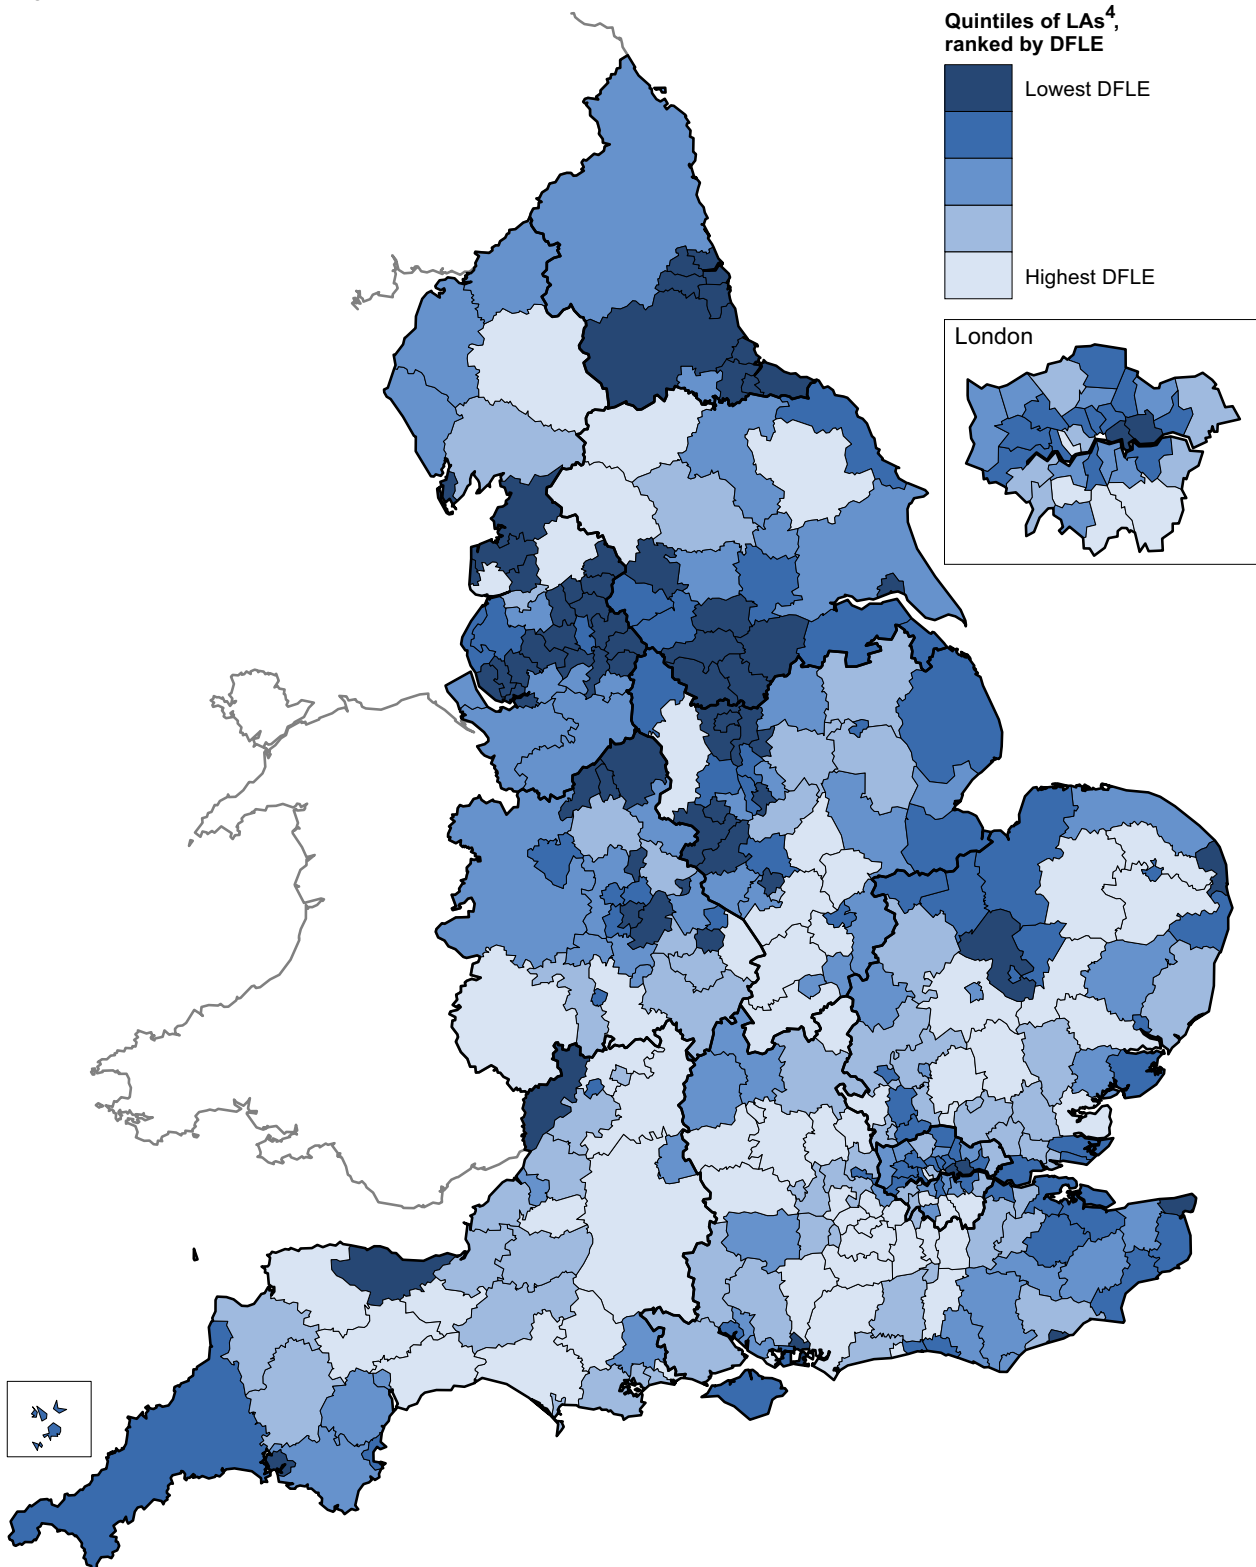 Quintiles of LAs⁴,
ranked by DFLE
Lowest DFLE
Highest DFLE
London